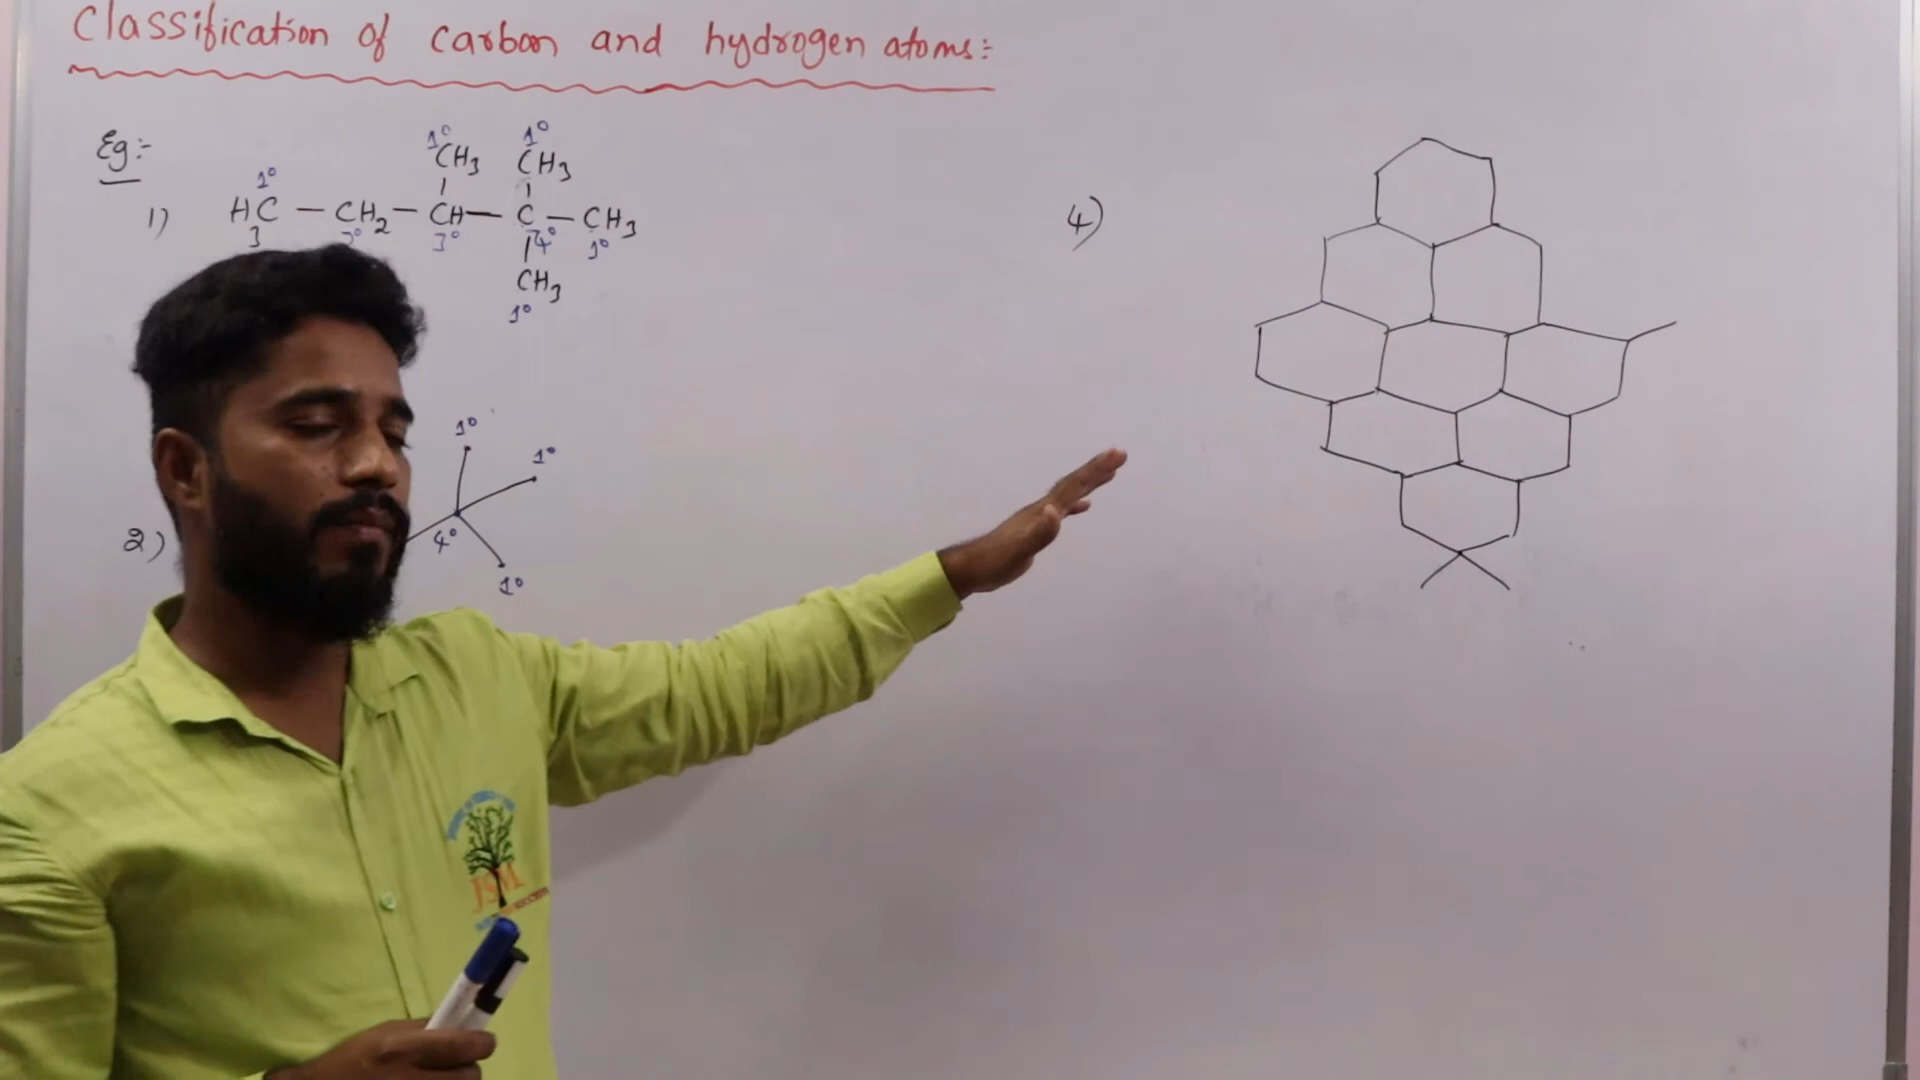 Classification of carbon and hydrogen atoms:
Eg:-
1° 1°
CH3 CH3
1°
1) H3C — CH2 — CH — C — CH3
3° 4° 1°
CH3
1°
4)
1° 1°
2) 4°
1°
JSM